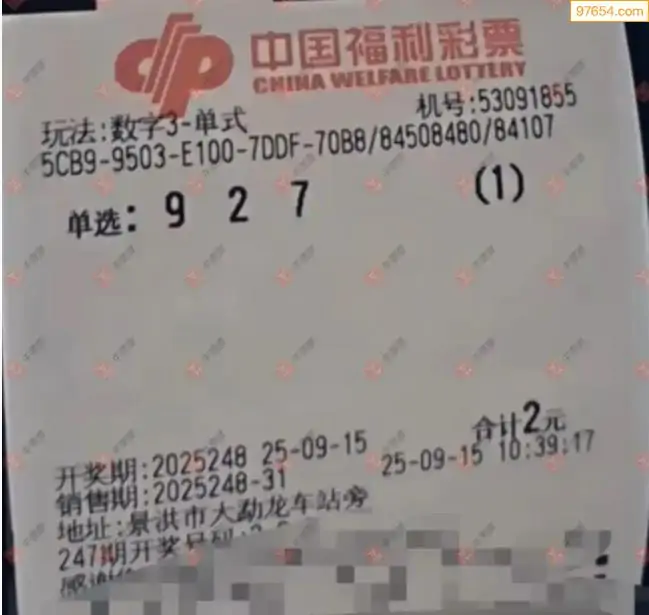 97654.com
中国福利彩票
CHINA WELFARE LOTTERY
玩法:数字3-单式 机号:53091855
5CB9-9503-E100-7DDF-70B8/84508480/84107
单选: 9 2 7 (1)
合计2元
开奖期:2025248 25-09-15 25-09-15 10:39:17
销售期:2025248-31
地址:景洪市大勐龙车站旁
247期开奖号码: